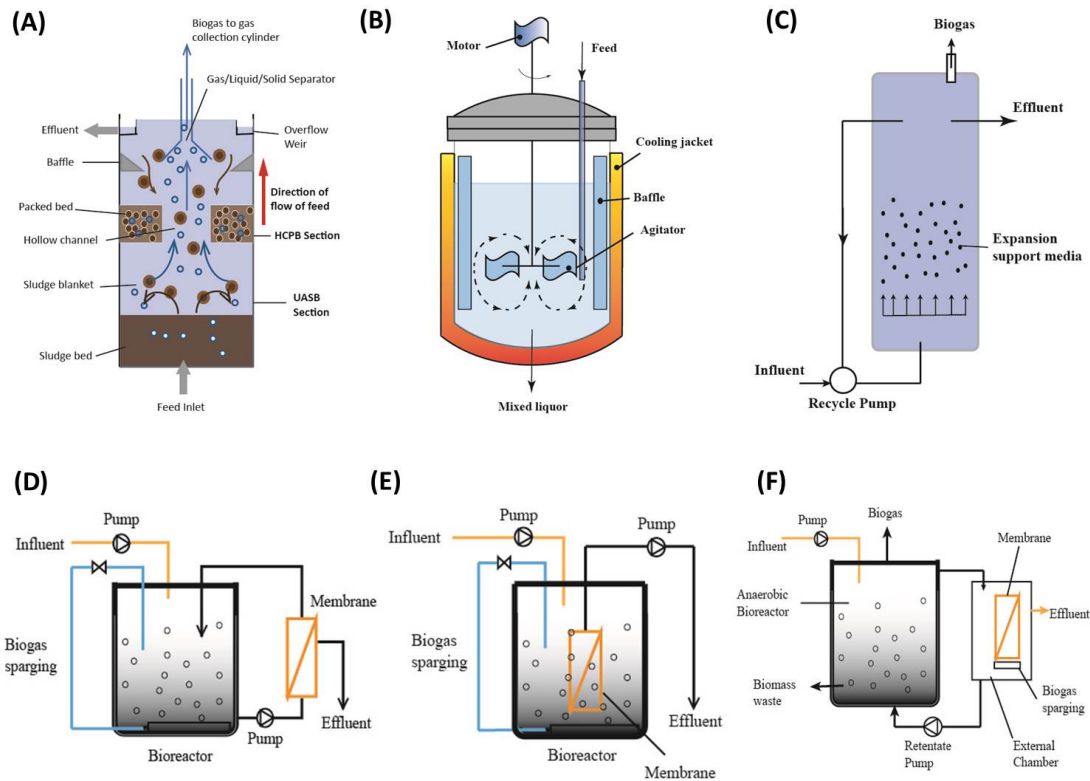 (A)
Biogas to gas
collection cylinder
Gas/Liquid/Solid Separator
Effluent
Overflow
Weir
Baffle
Direction of
flow of feed
Packed bed
Hollow channel
HCPB Section
Sludge blanket
UASB
Section
Sludge bed
Feed Inlet
(B)
Motor
Feed
Cooling jacket
Baffle
Agitator
Mixed liquor
(C)
Biogas
Effluent
Expansion
support media
Influent
Recycle Pump
(D)
Pump
Influent
Membrane
Biogas
sparging
Pump
Effluent
Bioreactor
(E)
Pump
Pump
Influent
Biogas
sparging
Effluent
Bioreactor
Membrane
(F)
Biogas
Pump
Membrane
Influent
Anaerobic
Bioreactor
Effluent
Biomass
waste
Biogas
sparging
Retentate
Pump
External
Chamber